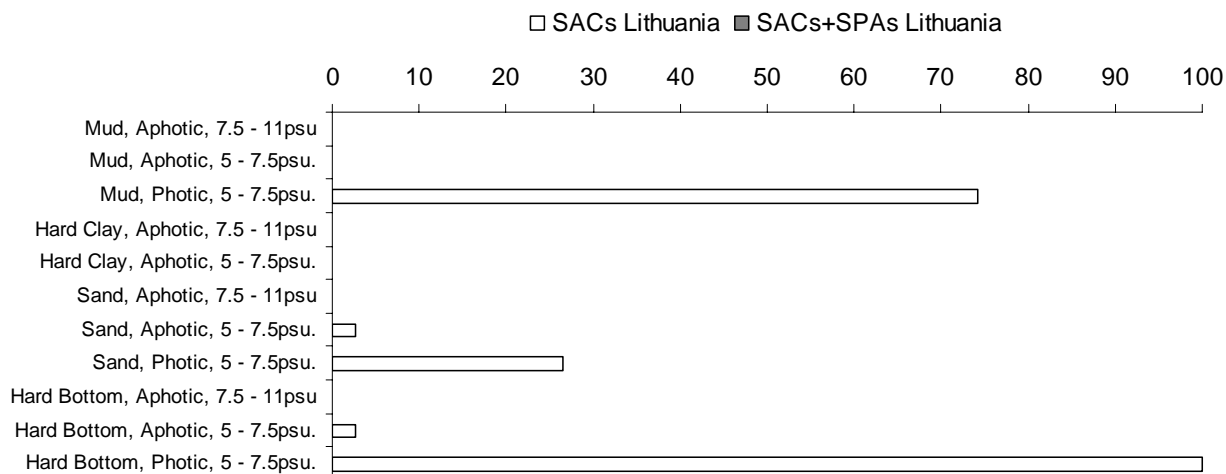 SACs Lithuania SACs+SPAs Lithuania
0 10 20 30 40 50 60 70 80 90 100
Mud, Aphotic, 7.5 - 11psu
Mud, Aphotic, 5 - 7.5psu.
Mud, Photic, 5 - 7.5psu.
Hard Clay, Aphotic, 7.5 - 11psu
Hard Clay, Aphotic, 5 - 7.5psu.
Sand, Aphotic, 7.5 - 11psu
Sand, Aphotic, 5 - 7.5psu.
Sand, Photic, 5 - 7.5psu.
Hard Bottom, Aphotic, 7.5 - 11psu
Hard Bottom, Aphotic, 5 - 7.5psu.
Hard Bottom, Photic, 5 - 7.5psu.